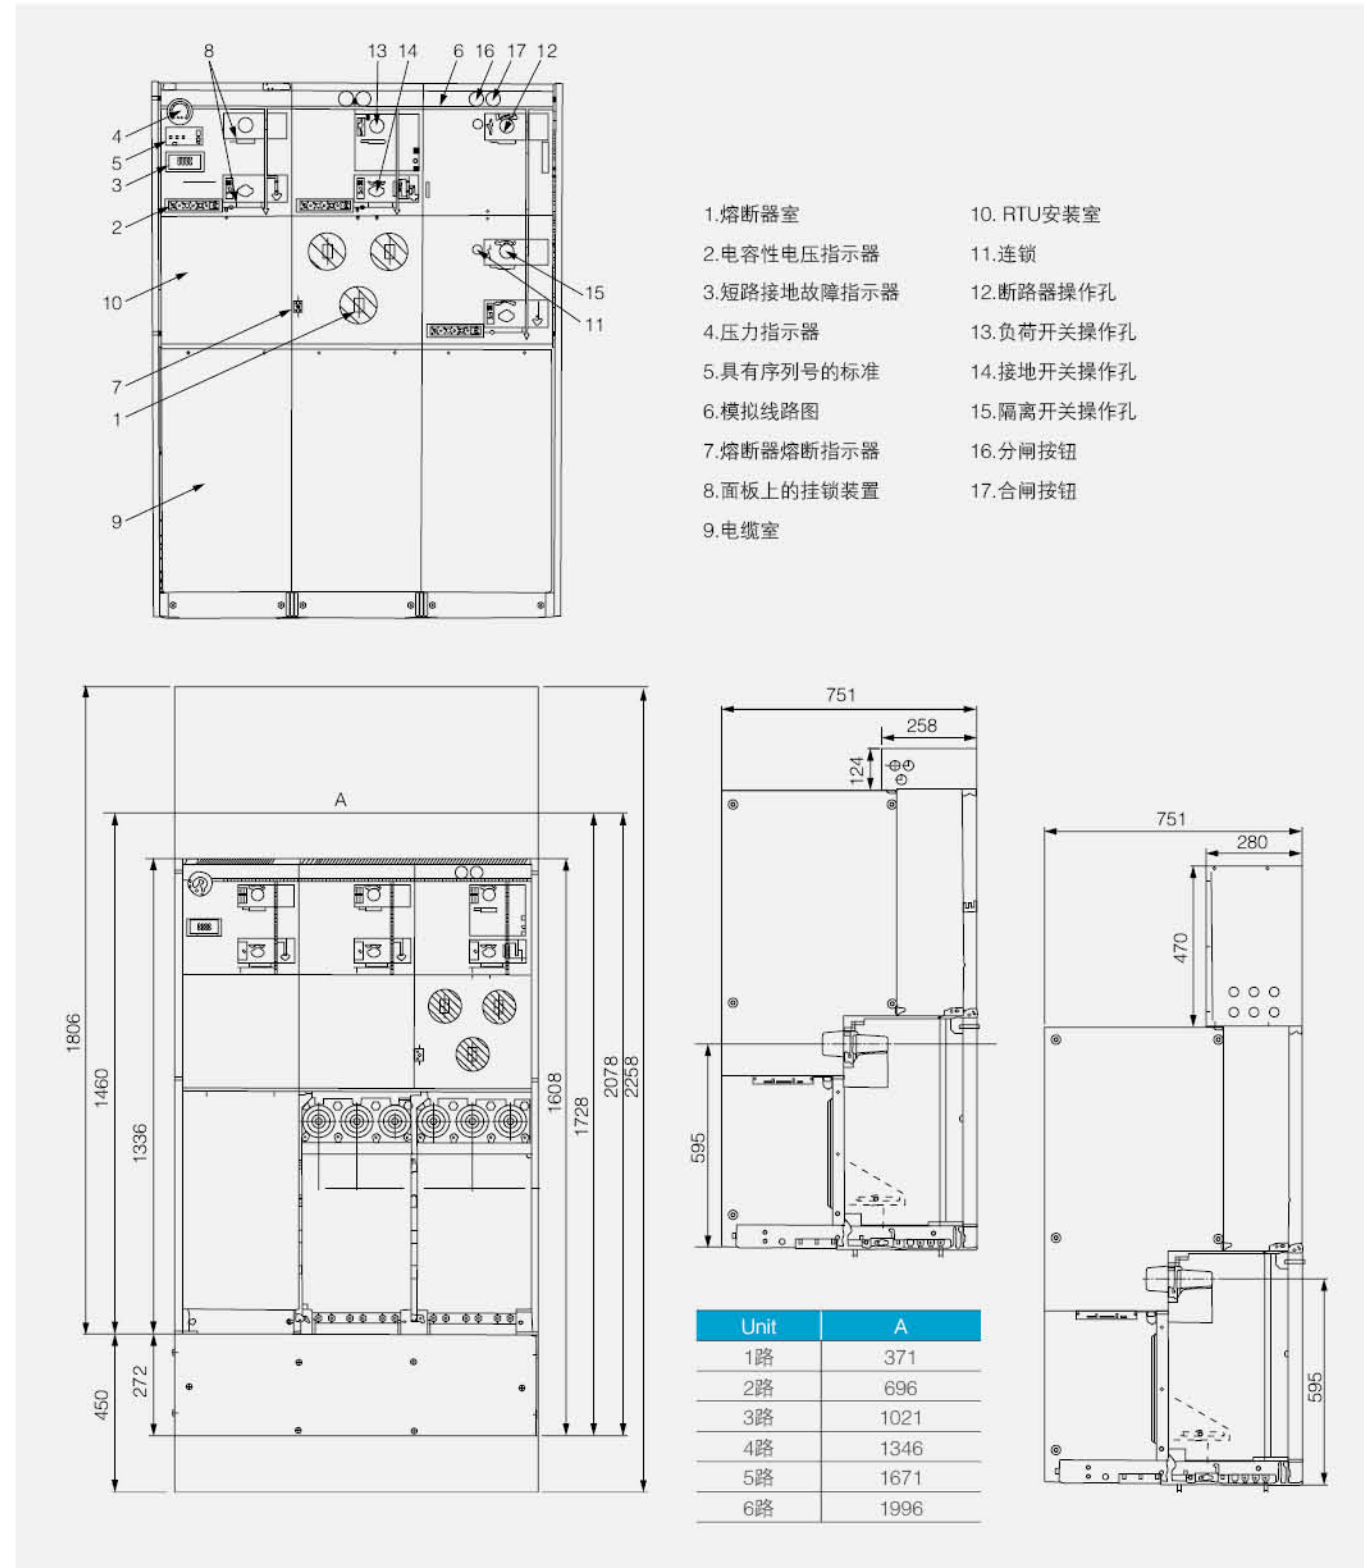 8 13 14 6 16 17 12
4
5
3
2
10
7
1
9
15
11
1.熔断器室
2.电容性电压指示器
3.短路接地故障指示器
4.压力指示器
5.具有序列号的标准
6.模拟线路图
7.熔断器熔断指示器
8.面板上的挂锁装置
9.电缆室
10. RTU安装室
11.连锁
12.断路器操作孔
13.负荷开关操作孔
14.接地开关操作孔
15.隔离开关操作孔
16.分闸按钮
17.合闸按钮
A
1806
1460
1336
450
272
1608
1728
2078
2258
751
258
124
595
751
280
470
595
Unit A
1路 371
2路 696
3路 1021
4路 1346
5路 1671
6路 1996